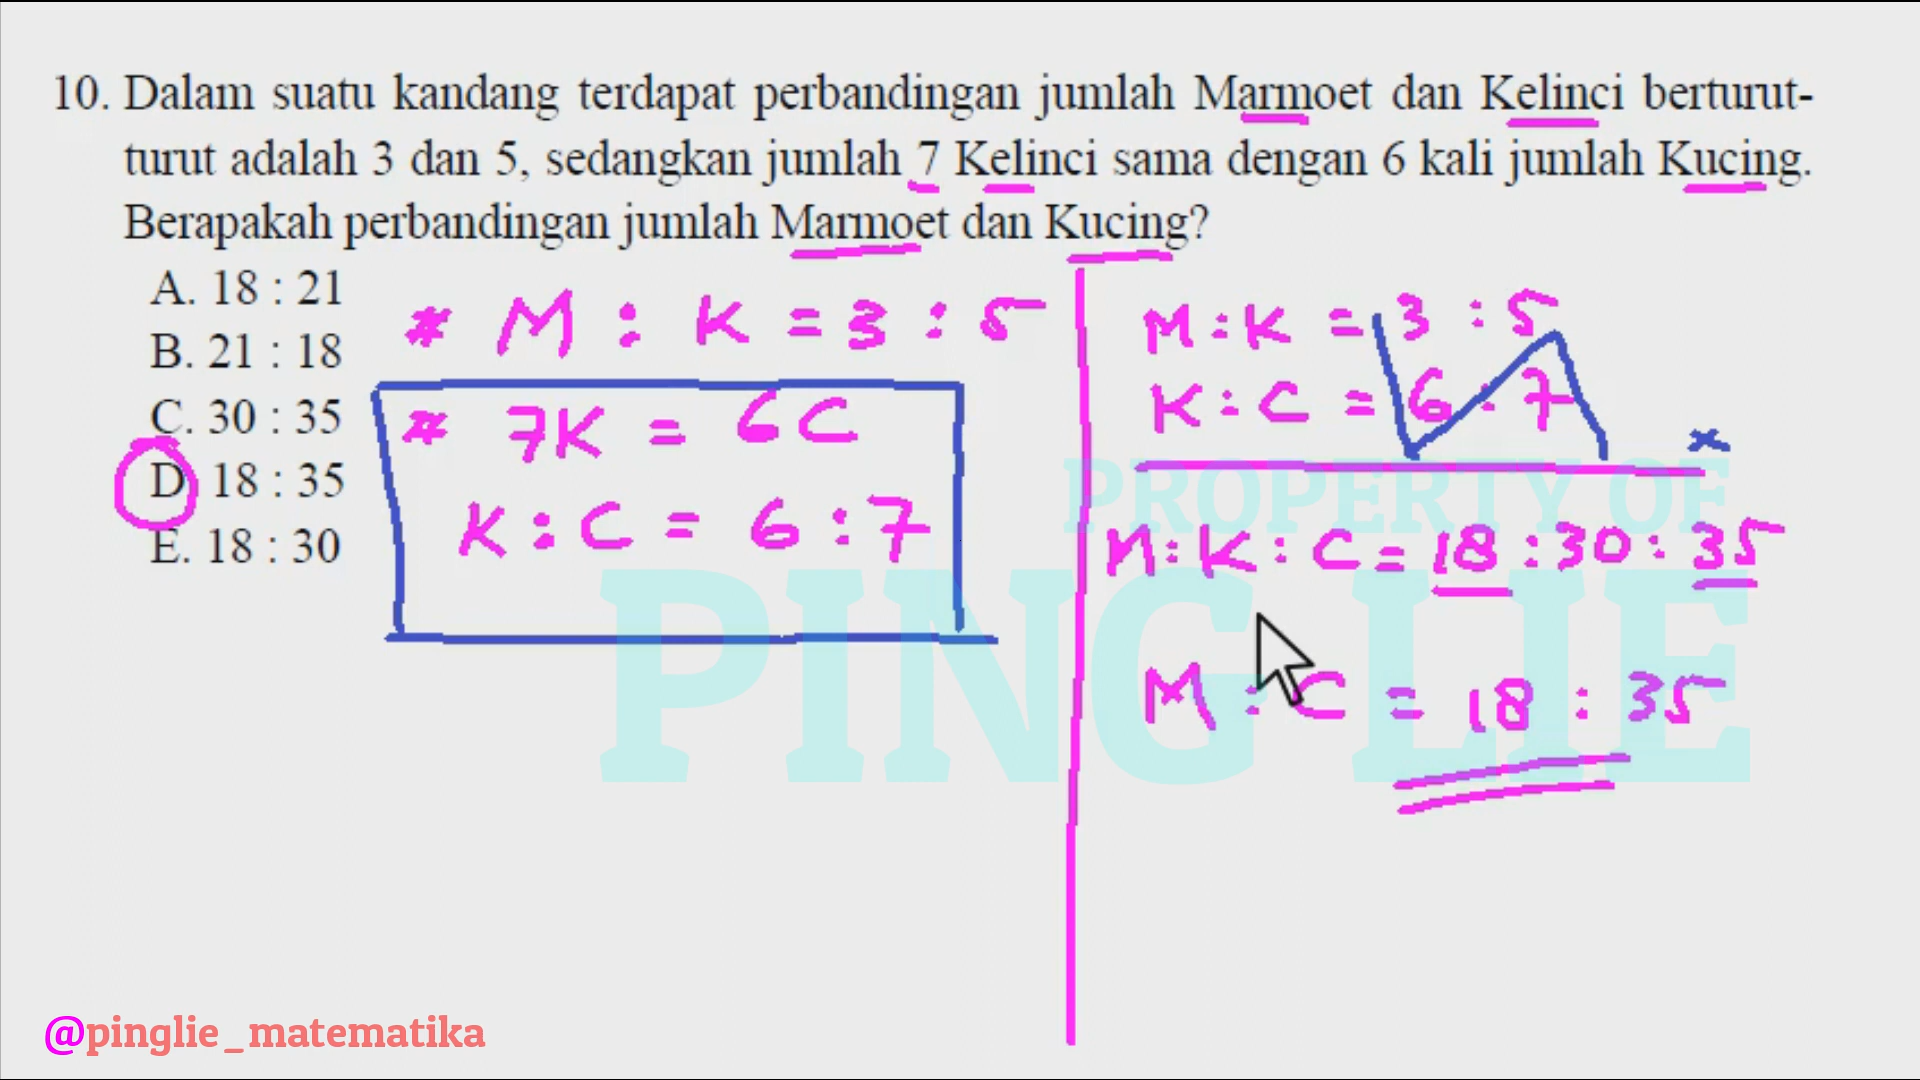 10. Dalam suatu kandang terdapat perbandingan jumlah Marmoet dan Kelinci berturut-
turut adalah 3 dan 5, sedangkan jumlah 7 Kelinci sama dengan 6 kali jumlah Kucing.
Berapakah perbandingan jumlah Marmoet dan Kucing?
A. 18 : 21
B. 21 : 18
C. 30 : 35
D 18 : 35
E. 18 : 30
* M : K = 3 : 5
* 7K = 6C
K : C = 6 : 7
M : K = 3 : 5
K : C = 6 : 7
x
M : K : C = 18 : 30 : 35
M : C = 18 : 35
PROPERTY OF
PING LIE
@pinglie_matematika